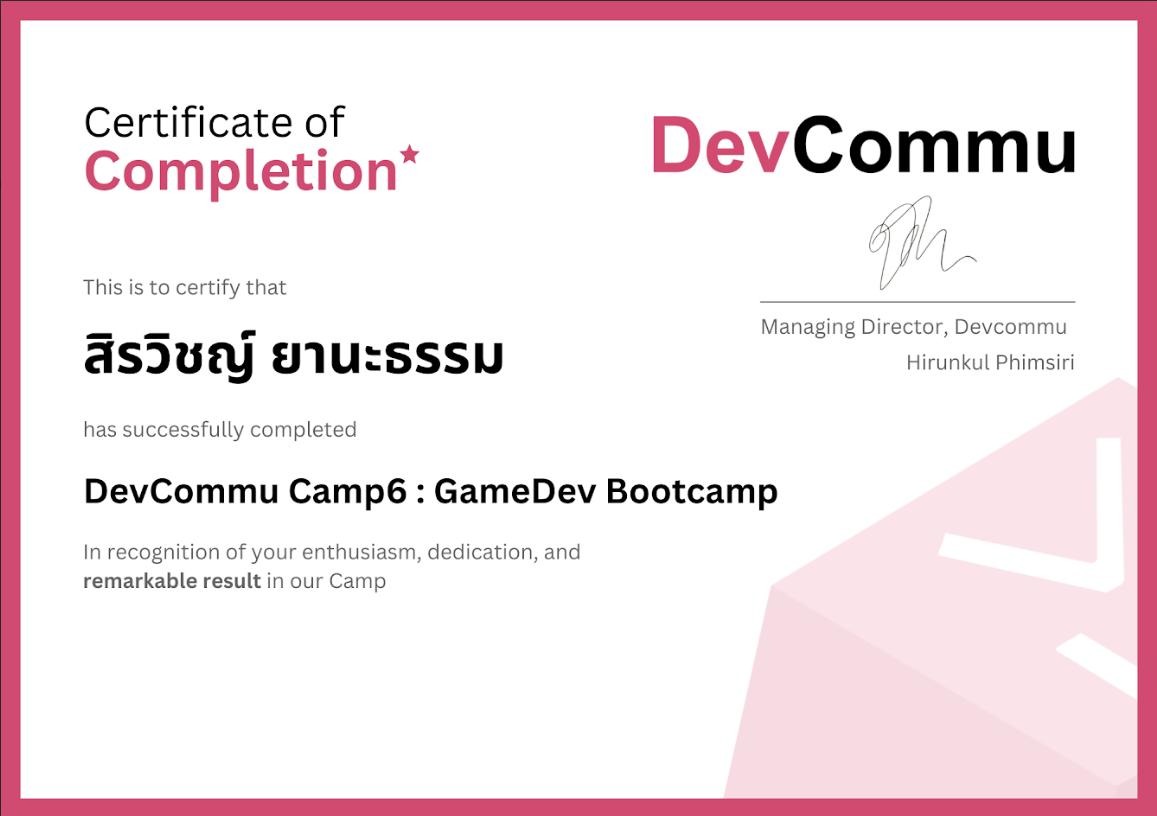 Certificate of
Completion★
DevCommu
This is to certify that
สิรวิชญ์ ยานะธรรม
has successfully completed
DevCommu Camp6 : GameDev Bootcamp
In recognition of your enthusiasm, dedication, and
remarkable result in our Camp
Managing Director, Devcommu
Hirunkul Phimsiri